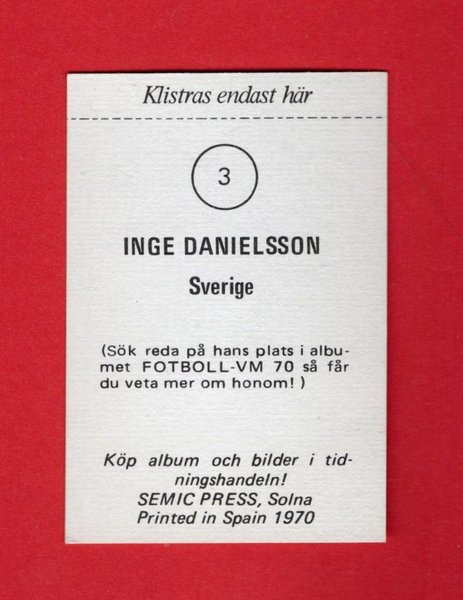 Klistras endast här
3
INGE DANIELSSON
Sverige
(Sök reda på hans plats i albu-
met FOTBOLL-VM 70 så får
du veta mer om honom! )
Köp album och bilder i tid-
ningshandeln!
SEMIC PRESS, Solna
Printed in Spain 1970